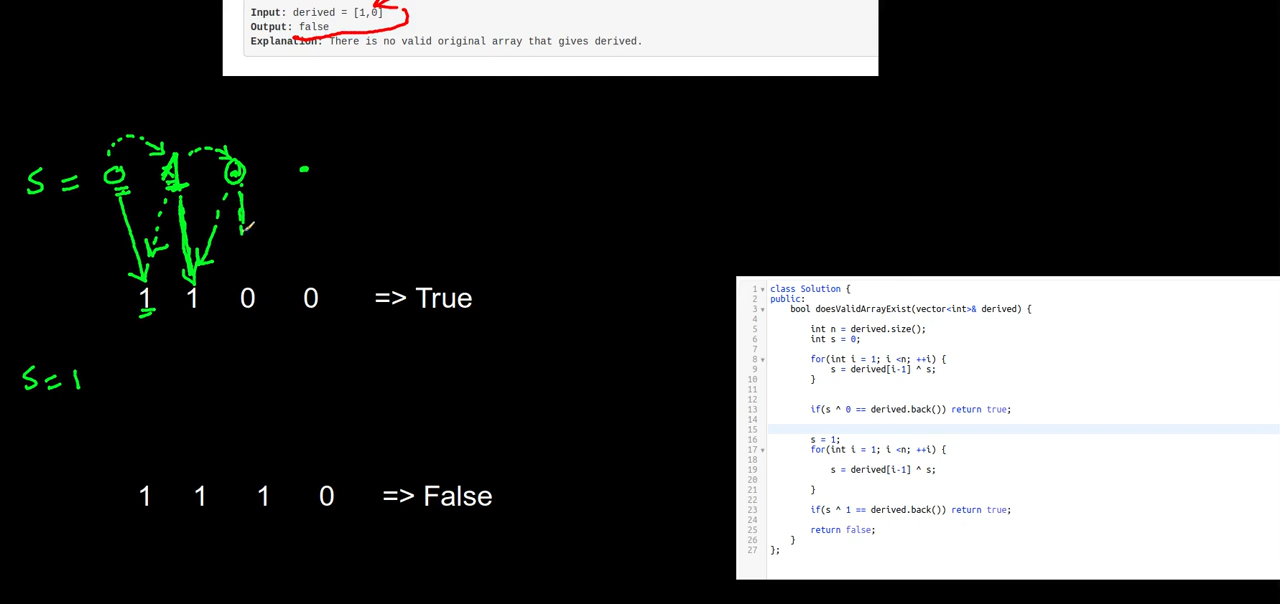 Input: derived = [1,0]
Output: false
Explanation: There is no valid original array that gives derived.
S = 0 1 0
1 1 0 0 => True
S = 1
1 1 1 0 => False
1 class Solution {
2 public:
3 bool doesValidArrayExist(vector<int>& derived) {
4
5 int n = derived.size();
6 int s = 0;
7
8 for(int i = 1; i <n; ++i) {
9 s = derived[i-1] ^ s;
10 }
11
12
13 if(s ^ 0 == derived.back()) return true;
14
15
16 s = 1;
17 for(int i = 1; i <n; ++i) {
18
19 s = derived[i-1] ^ s;
20
21 }
22
23 if(s ^ 1 == derived.back()) return true;
24
25 return false;
26 }
27 };